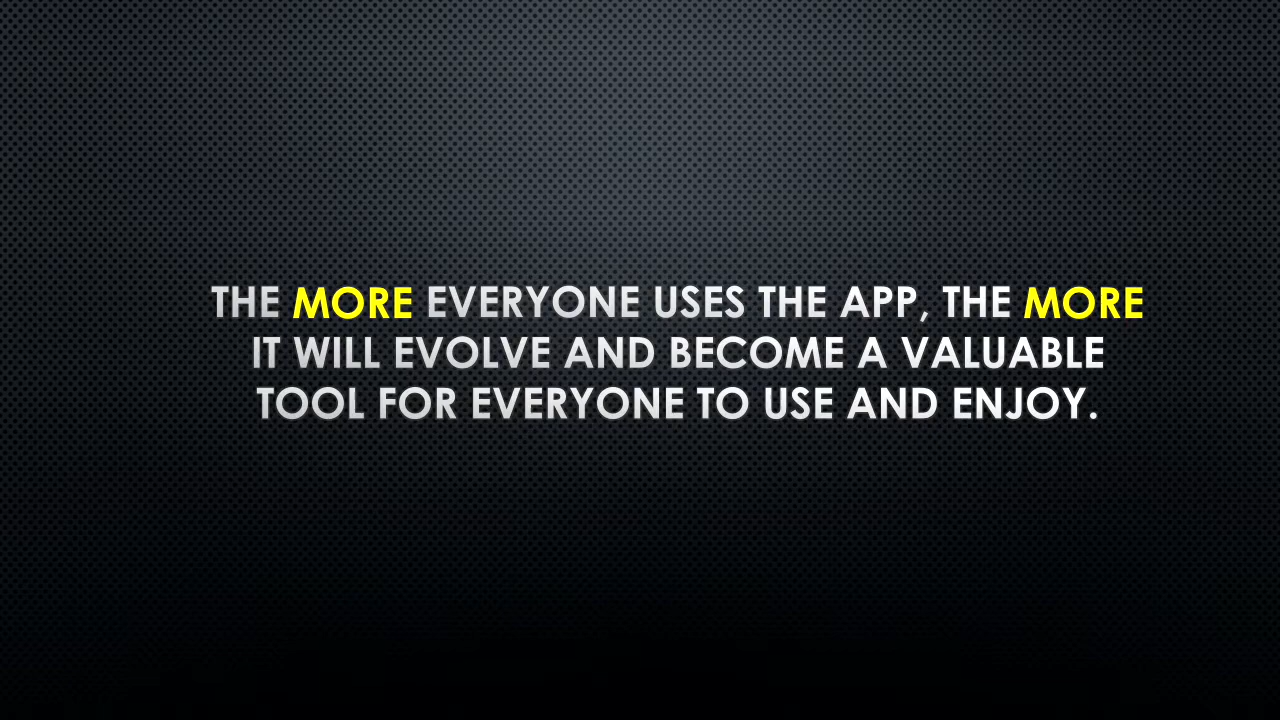 THE MORE EVERYONE USES THE APP, THE MORE
IT WILL EVOLVE AND BECOME A VALUABLE
TOOL FOR EVERYONE TO USE AND ENJOY.